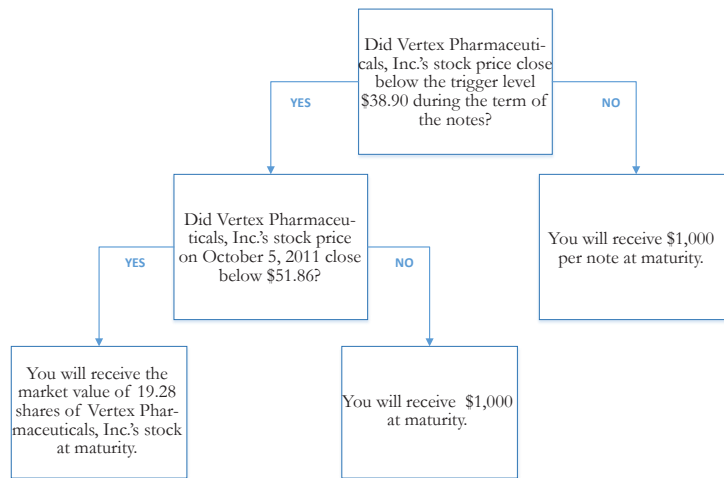 Did Vertex Pharmaceuti-
cals, Inc.'s stock price close
below the trigger level
$38.90 during the term of
the notes?
YES
NO
Did Vertex Pharmaceu-
ticals, Inc.'s stock price
on October 5, 2011 close
below $51.86?
You will receive $1,000
per note at maturity.
YES
NO
You will receive the
market value of 19.28
shares of Vertex Phar-
maceuticals, Inc.'s stock
at maturity.
You will receive $1,000
at maturity.